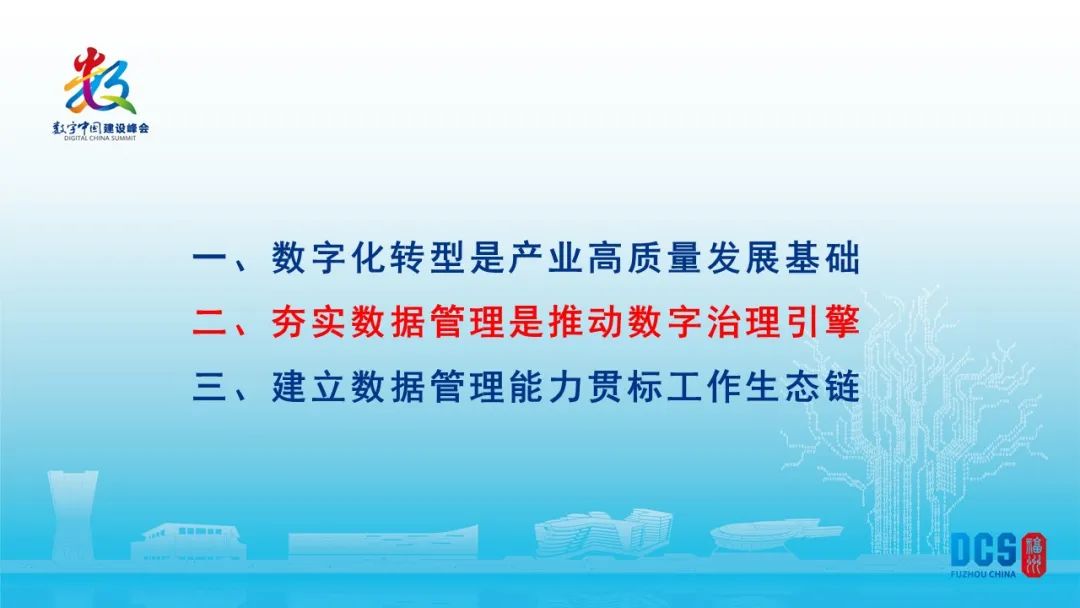 数
数字中国建设峰会
DIGITAL CHINA SUMMIT
一、数字化转型是产业高质量发展基础
二、夯实数据管理是推动数字治理引擎
三、建立数据管理能力贯标工作生态链
DCS
福州
FUZHOU CHINA